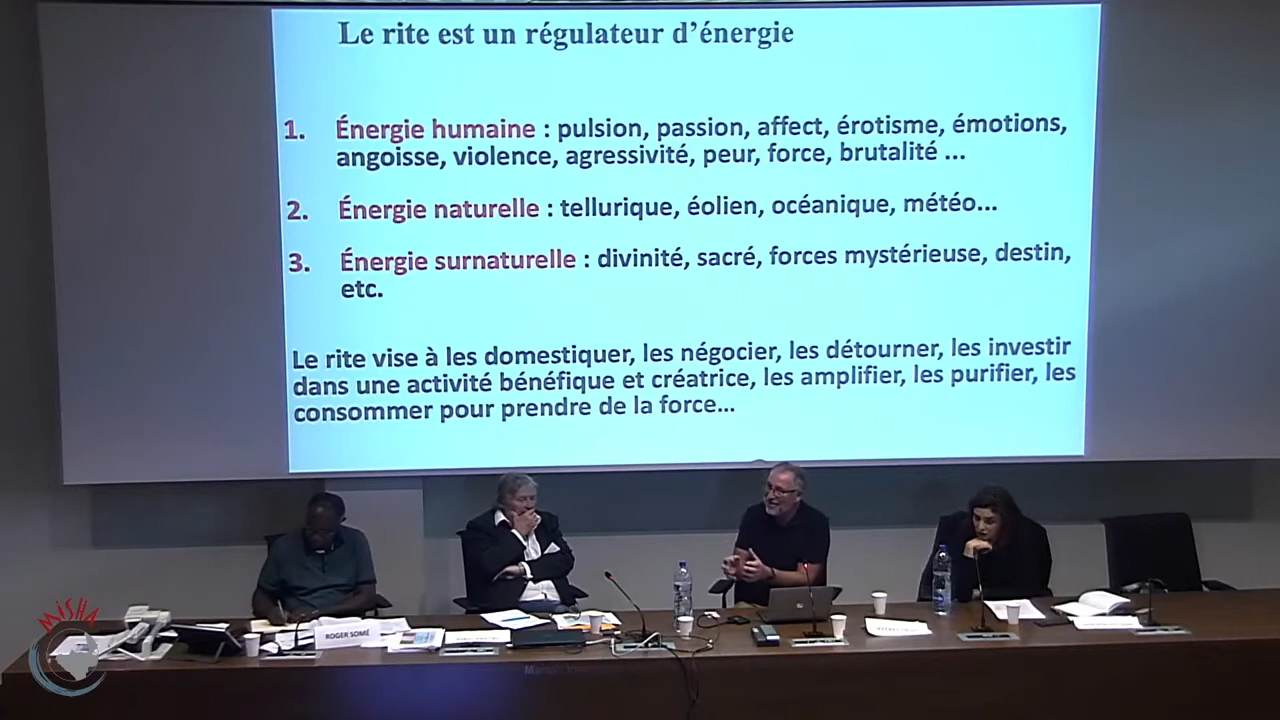 Le rite est un régulateur d'énergie
1. Énergie humaine : pulsion, passion, affect, érotisme, émotions,
angoisse, violence, agressivité, peur, force, brutalité ...
2. Énergie naturelle : tellurique, éolien, océanique, météo...
3. Énergie surnaturelle : divinité, sacré, forces mystérieuse, destin,
etc.
Le rite vise à les domestiquer, les négocier, les détourner, les investir
dans une activité bénéfique et créatrice, les amplifier, les purifier, les
consommer pour prendre de la force...
MISHA
ROGER SOMÉ